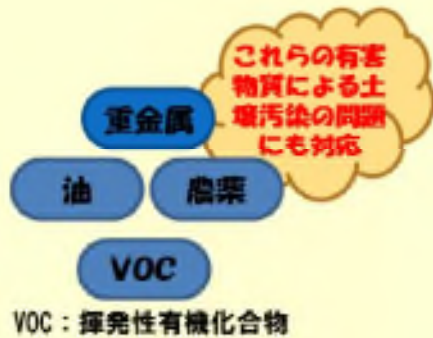 これらの有害
物質による土
壌汚染の問題
にも対応
重金属
油
農薬
VOC
VOC：揮発性有機化合物